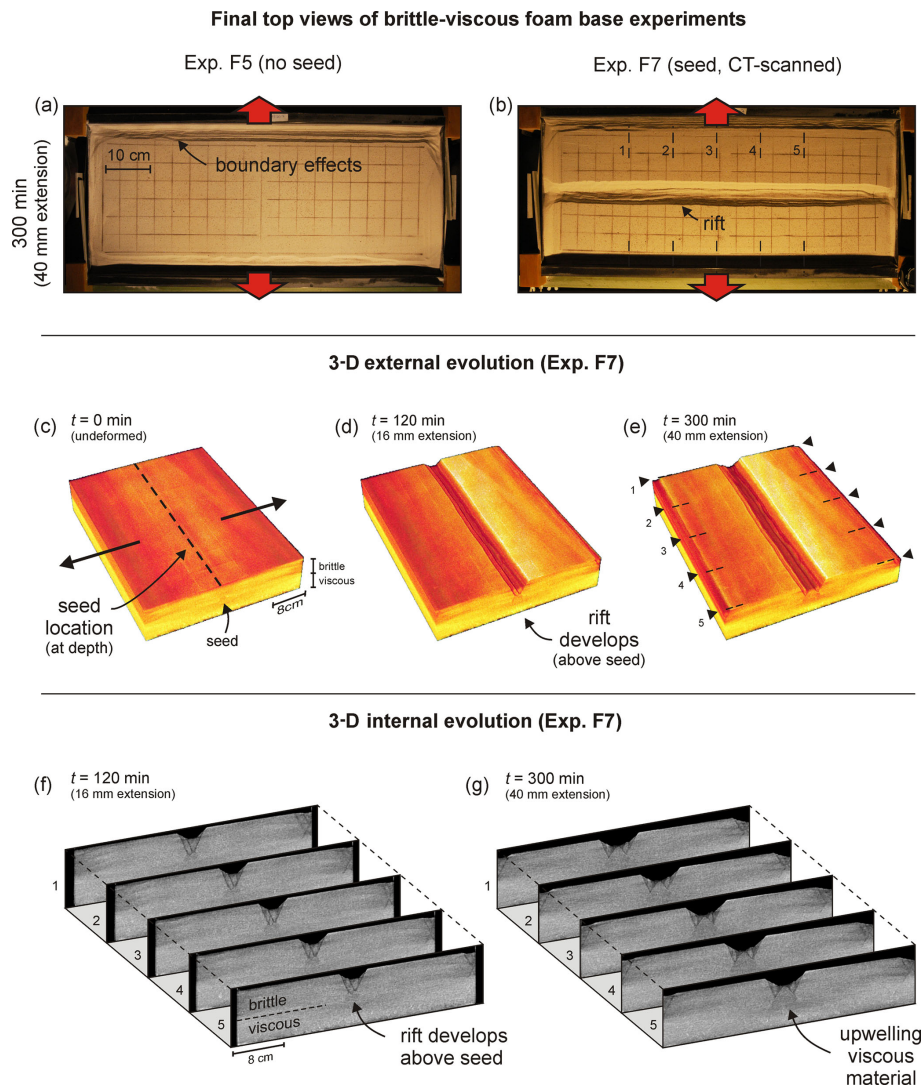 Final top views of brittle-viscous foam base experiments
Exp. F5 (no seed)
Exp. F7 (seed, CT-scanned)
300 min
(40 mm extension)
(a)
10 cm
boundary effects
(b)
1
2
3
4
5
rift
3-D external evolution (Exp. F7)
(c)
t = 0 min
(undeformed)
seed
location
(at depth)
seed
brittle
viscous
8cm
(d)
t = 120 min
(16 mm extension)
rift
develops
(above seed)
(e)
t = 300 min
(40 mm extension)
1
2
3
4
5
3-D internal evolution (Exp. F7)
(f)
t = 120 min
(16 mm extension)
1
2
3
4
5
brittle
viscous
8 cm
rift develops
above seed
(g)
t = 300 min
(40 mm extension)
1
2
3
4
5
upwelling
viscous
material